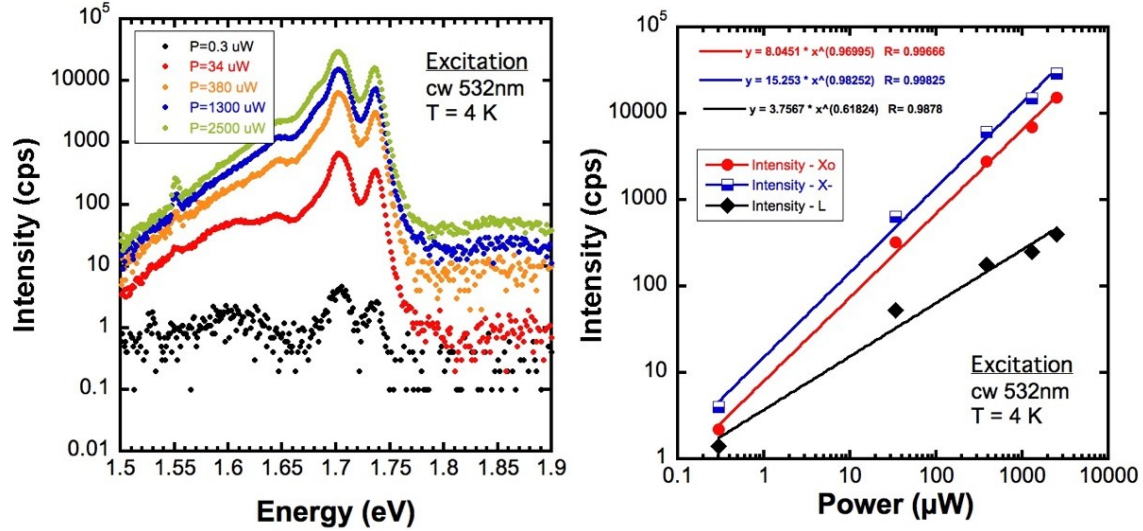 10^5
10000
1000
100
10
1
0.1
0.01
Intensity (cps)
P=0.3 uW
P=34 uW
P=380 uW
P=1300 uW
P=2500 uW
Excitation
cw 532nm
T = 4 K
1.5 1.55 1.6 1.65 1.7 1.75 1.8 1.85 1.9
Energy (eV)
10^5
10000
1000
100
10
1
Intensity (cps)
y = 8.0451 * x^(0.96995) R= 0.99666
y = 15.253 * x^(0.98252) R= 0.99825
y = 3.7567 * x^(0.61824) R= 0.9878
Intensity - Xo
Intensity - X-
Intensity - L
Excitation
cw 532nm
T = 4 K
0.1 1 10 100 1000 10000
Power (µW)